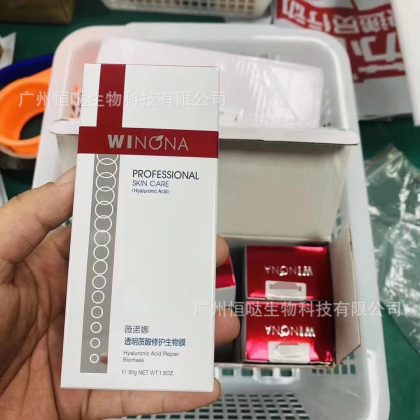 广州恒哒生物科技有限公司
WINONA
PROFESSIONAL
SKIN CARE
(Hyaluronic Acid)
薇诺娜
透明质酸修护生物膜
Hyaluronic Acid Repair
Biomask
℮ 50g NET WT 1.8OZ.
WINONA
WINONA
广州恒哒生物科技有限公司